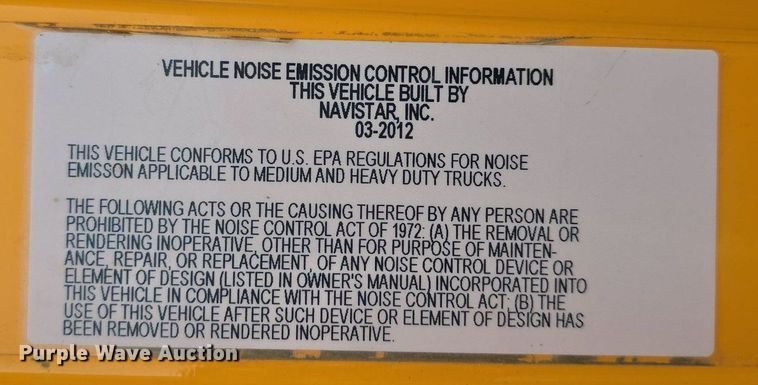 VEHICLE NOISE EMISSION CONTROL INFORMATION
THIS VEHICLE BUILT BY
NAVISTAR, INC.
03-2012
THIS VEHICLE CONFORMS TO U.S. EPA REGULATIONS FOR NOISE
EMISSON APPLICABLE TO MEDIUM AND HEAVY DUTY TRUCKS.
THE FOLLOWING ACTS OR THE CAUSING THEREOF BY ANY PERSON ARE
PROHIBITED BY THE NOISE CONTROL ACT OF 1972: (A) THE REMOVAL OR
RENDERING INOPERATIVE, OTHER THAN FOR PURPOSE OF MAINTEN-
ANCE, REPAIR, OR REPLACEMENT, OF ANY NOISE CONTROL DEVICE OR
ELEMENT OF DESIGN (LISTED IN OWNER'S MANUAL) INCORPORATED INTO
THIS VEHICLE IN COMPLIANCE WITH THE NOISE CONTROL ACT; (B) THE
USE OF THIS VEHICLE AFTER SUCH DEVICE OR ELEMENT OF DESIGN HAS
BEEN REMOVED OR RENDERED INOPERATIVE.
Purple Wave Auction